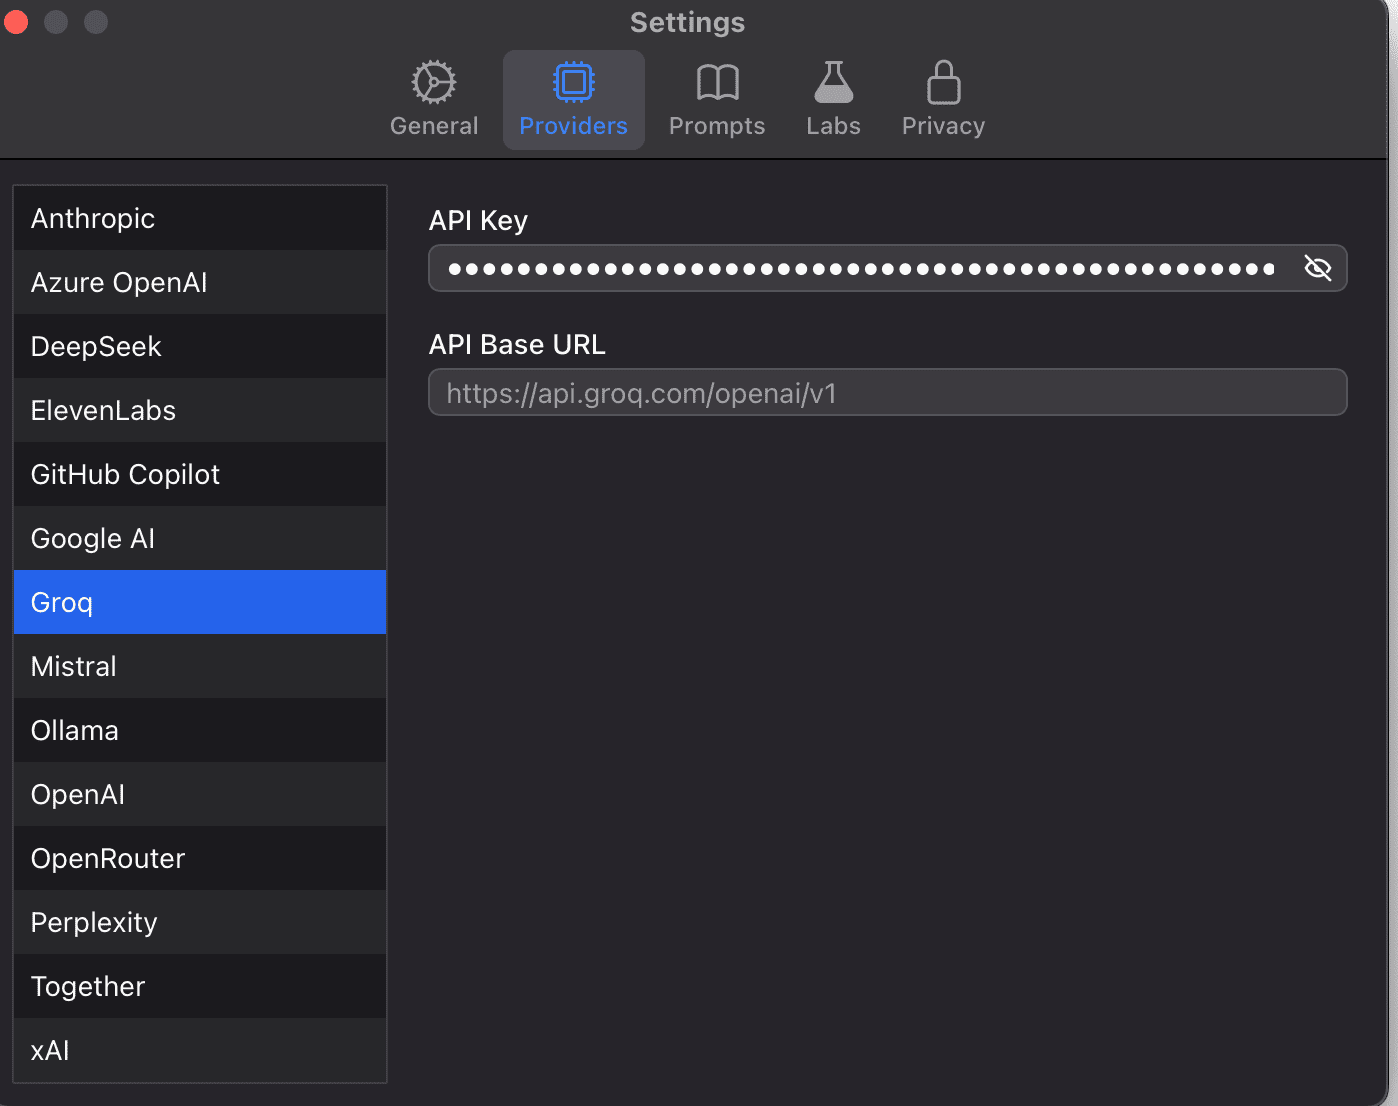 Settings
General
Providers
Prompts
Labs
Privacy
Anthropic
Azure OpenAI
DeepSeek
ElevenLabs
GitHub Copilot
Google AI
Groq
Mistral
Ollama
OpenAI
OpenRouter
Perplexity
Together
xAI
API Key
API Base URL
https://api.groq.com/openai/v1